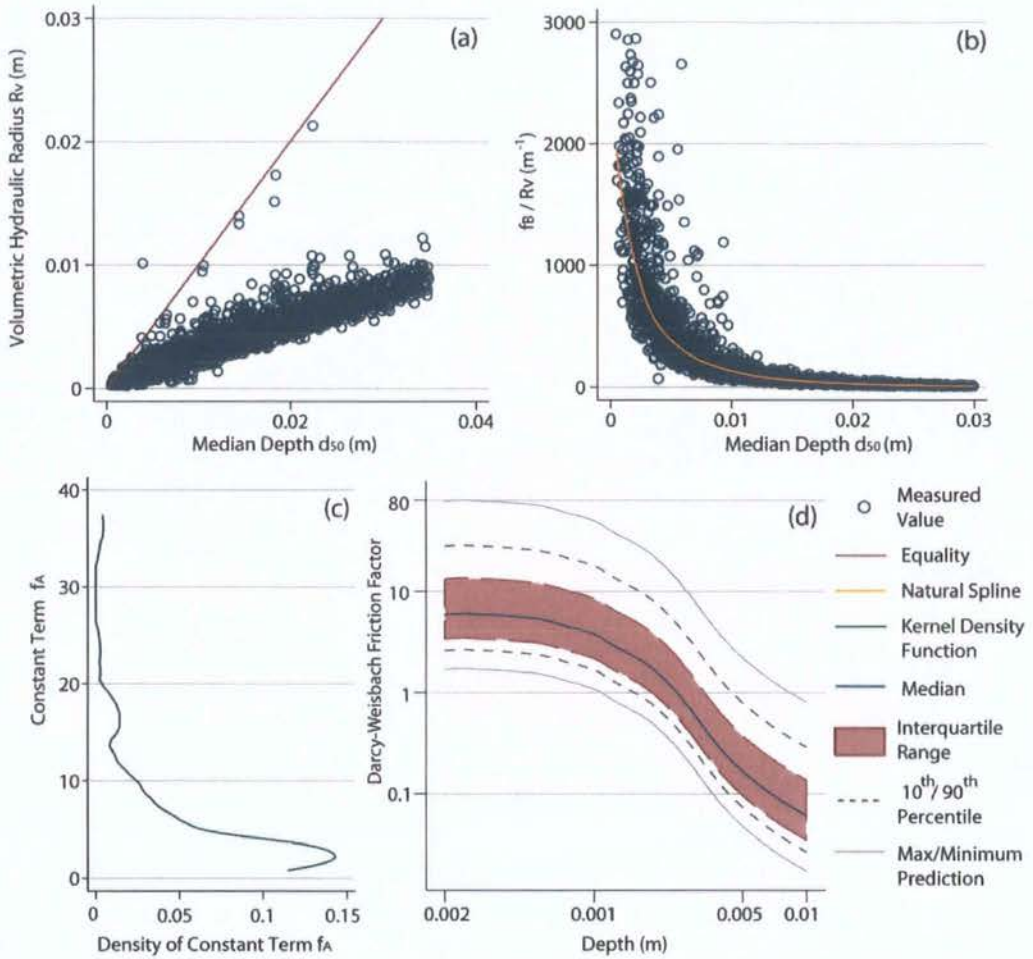 (a)
Volumetric Hydraulic Radius Rv (m)
0.03
0.02
0.01
0
0
0.02
0.04
Median Depth d50 (m)
(b)
fB / Rv (m-1)
3000
2000
1000
0
0
0.01
0.02
0.03
Median Depth d50 (m)
(c)
Constant Term fA
40
30
20
10
0
0
0.05
0.1
0.15
Density of Constant Term fA
(d)
Darcy-Weisbach Friction Factor
80
10
1
0.1
0.002
0.001
0.005
0.01
Depth (m)
Measured
Value
Equality
Natural Spline
Kernel Density
Function
Median
Interquartile
Range
10th/90th
Percentile
Max/Minimum
Prediction